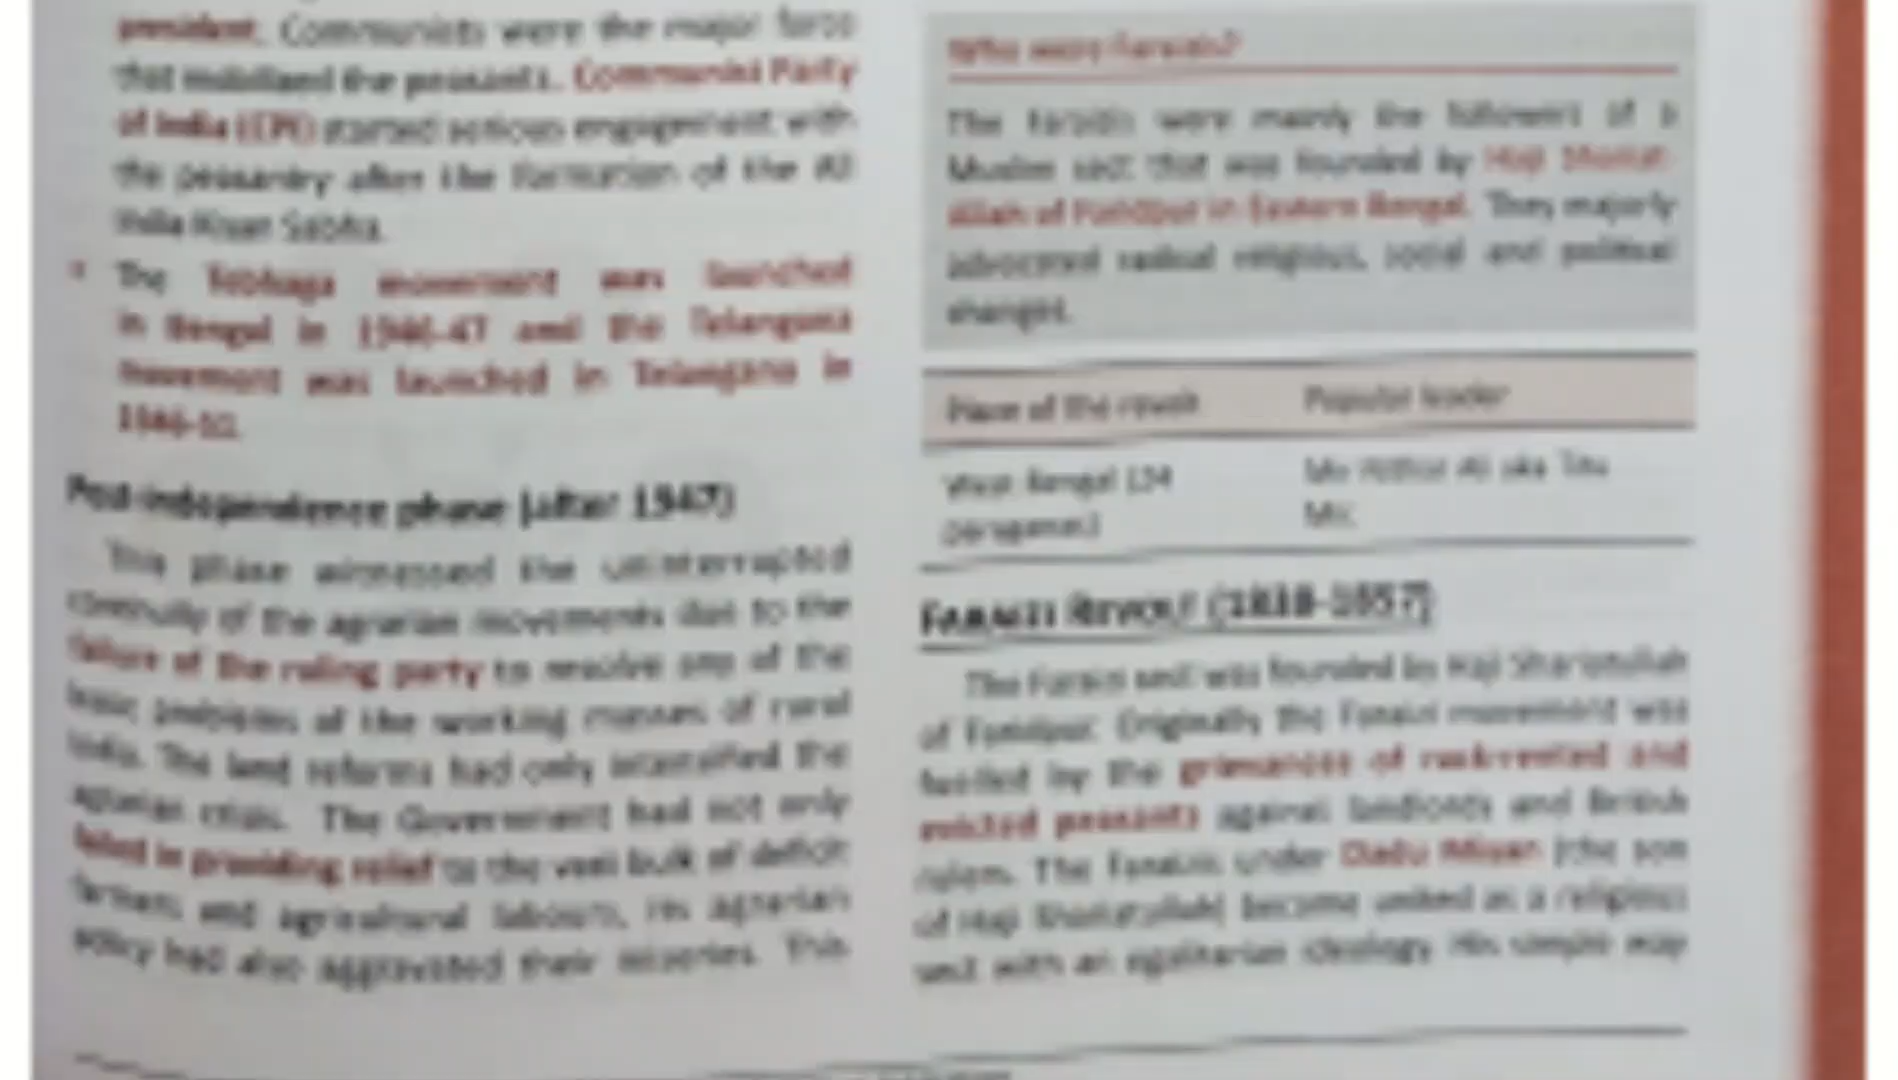 president. Communists were the major force
that mobilized the peasants. Communist Party
of India (CPI) started serious engagement with
the peasantry after the formation of the All
India Kisan Sabha.
The Tebhaga movement was launched
in Bengal in 1946-47 and the Telangana
movement was launched in Telangana in
Post-independence phase (after 1947)
This phase witnessed the uninterrupted
continuity of the agrarian movements due to the
failure of the ruling party to resolve any of the
basic problems of the working masses of rural
India. The land reforms had only intensified the
agrarian crisis. The Government had not only
failed in providing relief to the vast bulk of deficit
farmers and agricultural labours, its agrarian
policy had also aggravated their miseries. This
Who were Faraizis?
The Faraizis were mainly the followers of a
Muslim sect that was founded by Haji Shariat-
Allah of Faridpur in Eastern Bengal. They majorly
advocated radical religious, social and political
changes.
Place of the revolt Popular leader
West Bengal (24 Mir Nithar Ali aka Titu
paraganas) Mir
FARAIZI REVOLT (1838-1857)
The Faraizi sect was founded by Haji Shariatullah
of Faridpur. Originally the Faraizi movement was
fuelled by the grievances of rack-rented and
evicted peasants against landlords and British
rulers. The Faraizis under Dadu Miyan (the son
of Haji Shariatullah) became united as a religious
sect with an egalitarian ideology. His simple way